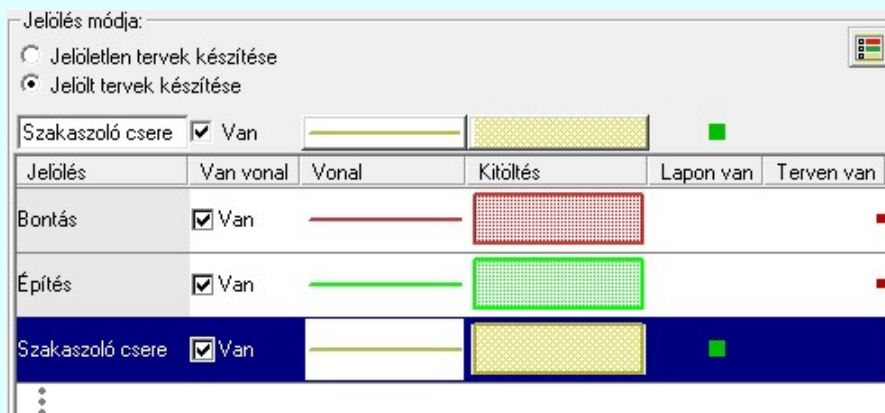 Jelölés módja:
Jelöletlen tervek készítése
Jelölt tervek készítése
Szakaszoló csere Van
Jelölés Van vonal Vonal Kitöltés Lapon van Terven van
Bontás Van
Építés Van
Szakaszoló csere Van